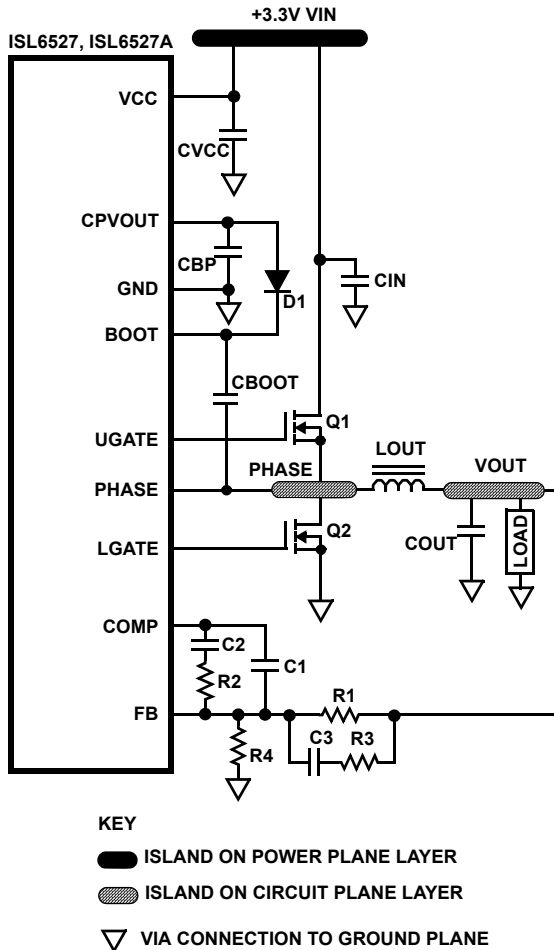 +3.3V VIN
ISL6527, ISL6527A
VCC
CVCC
CPVOUT
CBP
GND
D1
CIN
BOOT
CBOOT
Q1
UGATE
LOUT
PHASE
VOUT
PHASE
Q2
LGATE
COUT
LOAD
COMP
C2
C1
R2
R1
FB
C3
R3
R4
KEY
ISLAND ON POWER PLANE LAYER
ISLAND ON CIRCUIT PLANE LAYER
VIA CONNECTION TO GROUND PLANE